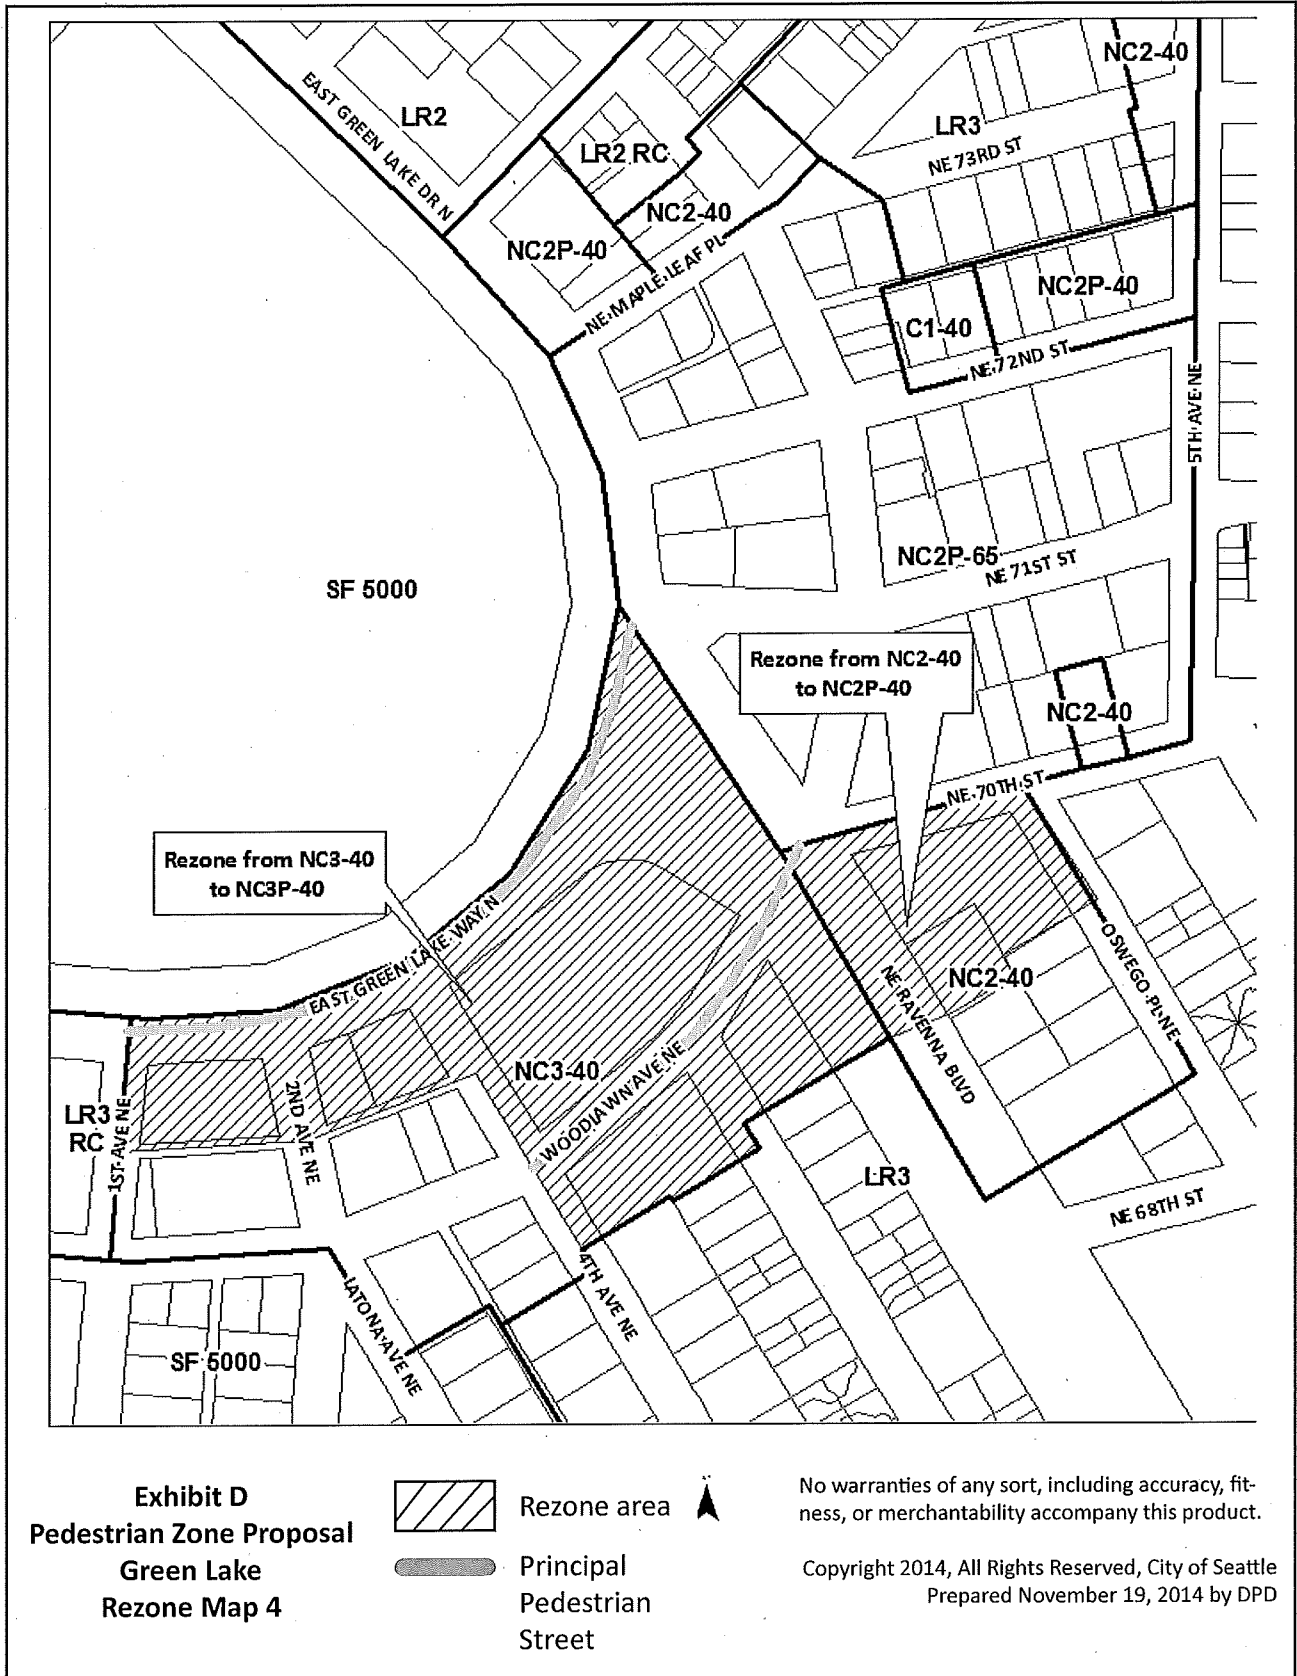 NC2-40
EAST GREEN LAKE DR N
LR2
LR3
LR2 RC
NE 73RD ST
NC2-40
NC2P-40
NE MAPLE LEAF PL
NC2P-40
C1-40
NE 72ND ST
5TH AVE NE
NC2P-65
NE 71ST ST
SF 5000
Rezone from NC2-40
to NC2P-40
NC2-40
NE 70TH ST
Rezone from NC3-40
to NC3P-40
EAST GREEN LAKE WAY N
NC2-40
NE RAVENNA BLVD
OSWEGO PL NE
NC3-40
WOODLAWN AVE NE
2ND AVE NE
LR3
RC
1ST AVE NE
LR3
NE 68TH ST
4TH AVE NE
LATONA AVE NE
SF 5000
Exhibit D
Pedestrian Zone Proposal
Green Lake
Rezone Map 4
Rezone area
Principal
Pedestrian
Street
No warranties of any sort, including accuracy, fit-
ness, or merchantability accompany this product.
Copyright 2014, All Rights Reserved, City of Seattle
Prepared November 19, 2014 by DPD